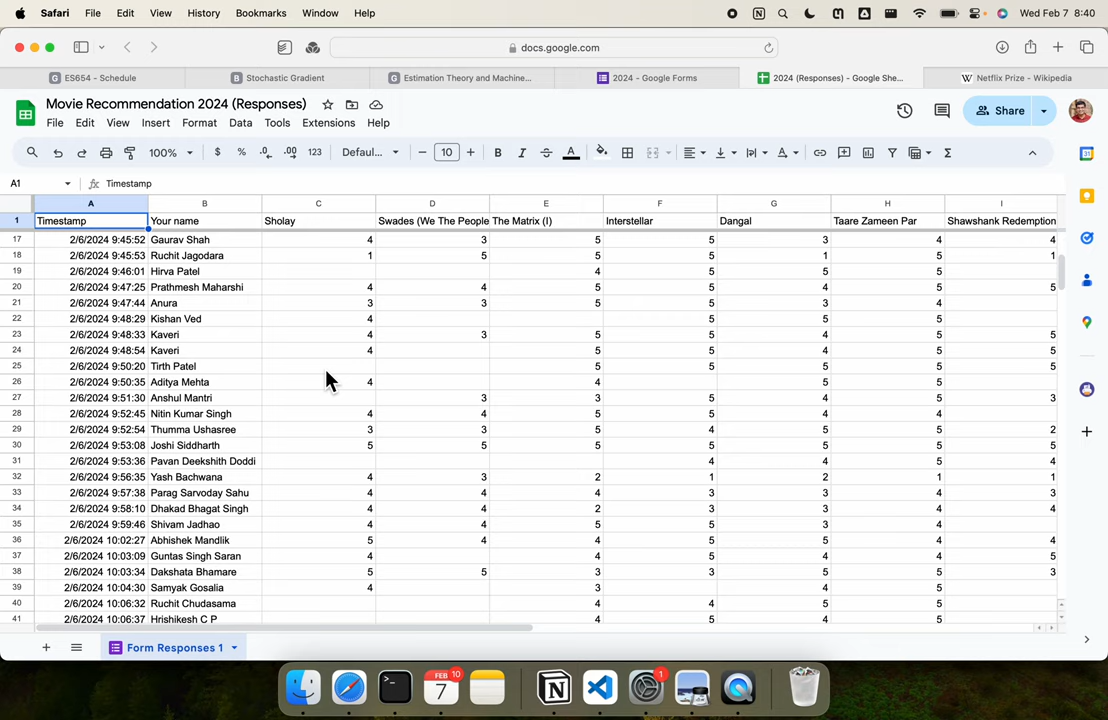 Safari File Edit View History Bookmarks Window Help Wed Feb 7 8:40
docs.google.com
ES654 - Schedule Stochastic Gradient Estimation Theory and Machine... 2024 - Google Forms 2024 (Responses) - Google She... Netflix Prize - Wikipedia
Movie Recommendation 2024 (Responses)
File Edit View Insert Format Data Tools Extensions Help Share
100% $ % .0 .00 123 Defaul... 10 B I A
A1 fx Timestamp
A B C D E F G H I
1 Timestamp Your name Sholay Swades (We The People The Matrix (I) Interstellar Dangal Taare Zameen Par Shawshank Redemption
17 2/6/2024 9:45:52 Gaurav Shah 4 3 5 5 3 4 4
18 2/6/2024 9:45:53 Ruchit Jagodara 1 5 5 5 1 5 1
19 2/6/2024 9:46:01 Hirva Patel 4 5 5 5
20 2/6/2024 9:47:25 Prathmesh Maharshi 4 4 5 5 4 5 5
21 2/6/2024 9:47:44 Anura 3 3 5 5 3 4
22 2/6/2024 9:48:29 Kishan Ved 4 5 5 5
23 2/6/2024 9:48:33 Kaveri 4 3 5 5 4 5 5
24 2/6/2024 9:48:54 Kaveri 4 5 5 4 5 5
25 2/6/2024 9:50:20 Tirth Patel 5 5 5 5 5
26 2/6/2024 9:50:35 Aditya Mehta 4 4 5 5
27 2/6/2024 9:51:30 Anshul Mantri 3 3 5 4 5 3
28 2/6/2024 9:52:45 Nitin Kumar Singh 4 4 5 5 4 4
29 2/6/2024 9:52:54 Thumma Ushasree 3 3 5 4 5 5 2
30 2/6/2024 9:53:08 Joshi Siddharth 5 5 5 5 5 5 5
31 2/6/2024 9:53:36 Pavan Deekshith Doddi 4 4 5 4
32 2/6/2024 9:56:35 Yash Bachwana 4 3 2 1 2 1 1
33 2/6/2024 9:57:38 Parag Sarvoday Sahu 4 4 4 3 3 4 3
34 2/6/2024 9:58:10 Dhakad Bhagat Singh 4 4 2 3 3 4 4
35 2/6/2024 9:59:46 Shivam Jadhao 4 4 5 5 3 4
36 2/6/2024 10:02:27 Abhishek Mandlik 5 4 4 5 5 4 4
37 2/6/2024 10:03:09 Guntas Singh Saran 4 4 5 4 4 5
38 2/6/2024 10:03:34 Dakshata Bhamare 5 5 3 3 5 5 3
39 2/6/2024 10:04:30 Samyak Gosalia 4 3 4 5
40 2/6/2024 10:06:32 Ruchit Chudasama 4 4 5 5
41 2/6/2024 10:06:37 Hrishikesh C P 4 5 4 5
Form Responses 1
FEB 10 1
7